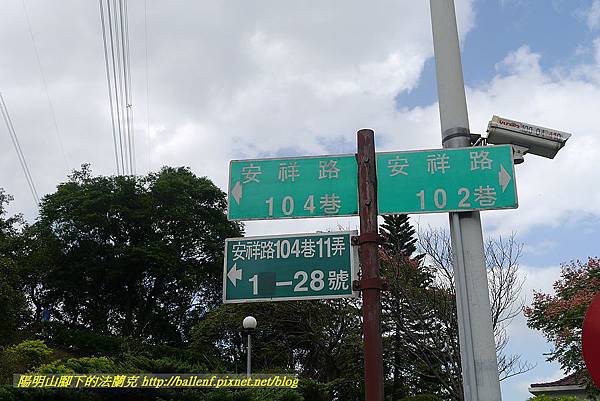 安祥路
104巷
安祥路
102巷
安祥路104巷11弄
1－28號
陽明山腳下的法蘭克 http://ballenf.pixnet.net/blog